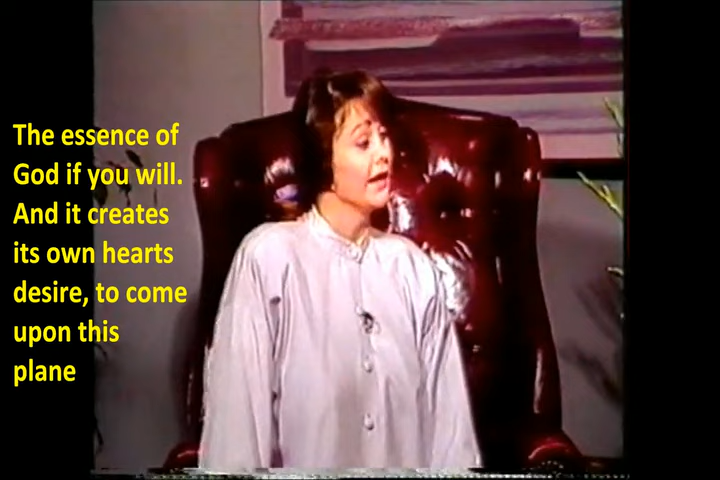 The essence of
God if you will.
And it creates
its own hearts
desire, to come
upon this
plane